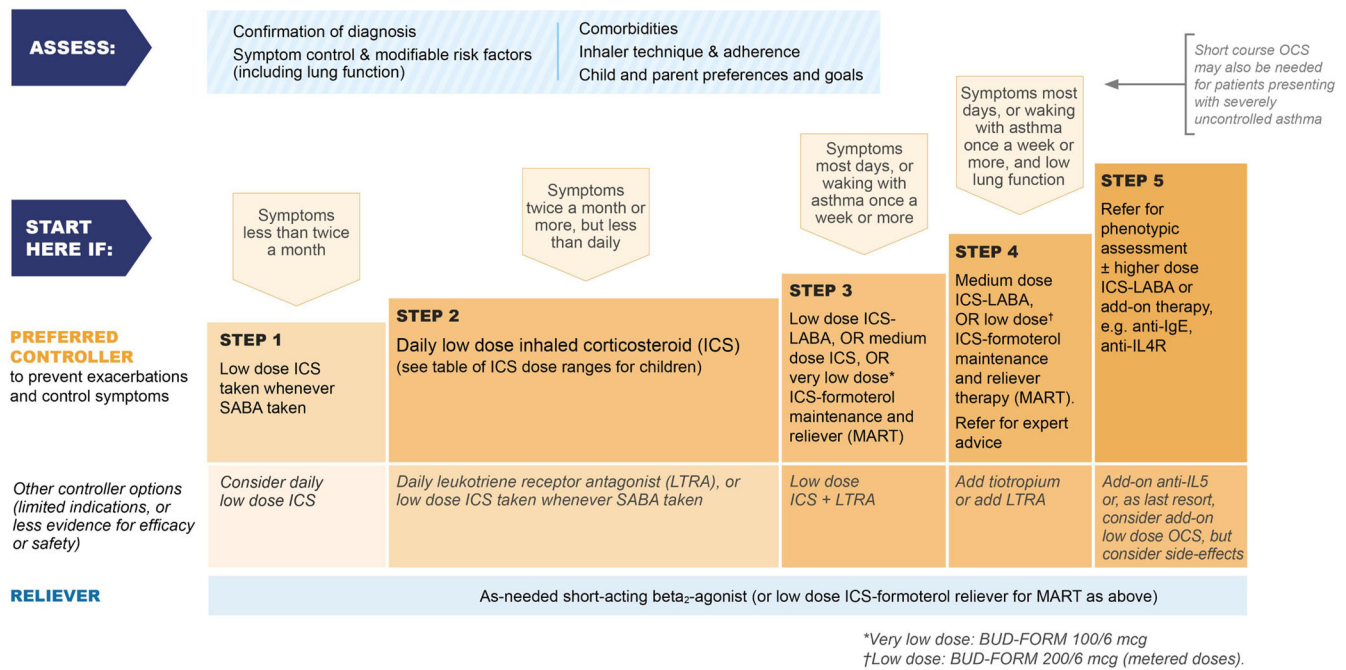 ASSESS:
Confirmation of diagnosis
Symptom control & modifiable risk factors
(including lung function)
Comorbidities
Inhaler technique & adherence
Child and parent preferences and goals
Short course OCS
may also be needed
for patients presenting
with severely
uncontrolled asthma
START
HERE IF:
Symptoms
less than twice
a month
Symptoms
twice a month or
more, but less
than daily
Symptoms
most days, or
waking with
asthma once a
week or more
Symptoms most
days, or waking
with asthma
once a week or
more, and low
lung function
PREFERRED
CONTROLLER
to prevent exacerbations
and control symptoms
STEP 1
Low dose ICS
taken whenever
SABA taken
STEP 2
Daily low dose inhaled corticosteroid (ICS)
(see table of ICS dose ranges for children)
STEP 3
Low dose ICS-
LABA, OR medium
dose ICS, OR
very low dose*
ICS-formoterol
maintenance and
reliever (MART)
STEP 4
Medium dose
ICS-LABA,
OR low dose†
ICS-formoterol
maintenance
and reliever
therapy (MART).
Refer for expert
advice
STEP 5
Refer for
phenotypic
assessment
± higher dose
ICS-LABA or
add-on therapy,
e.g. anti-IgE,
anti-IL4R
Other controller options
(limited indications, or
less evidence for efficacy
or safety)
Consider daily
low dose ICS
Daily leukotriene receptor antagonist (LTRA), or
low dose ICS taken whenever SABA taken
Low dose
ICS + LTRA
Add tiotropium
or add LTRA
Add-on anti-IL5
or, as last resort,
consider add-on
low dose OCS, but
consider side-effects
RELIEVER
As-needed short-acting beta₂-agonist (or low dose ICS-formoterol reliever for MART as above)
*Very low dose: BUD-FORM 100/6 mcg
†Low dose: BUD-FORM 200/6 mcg (metered doses).